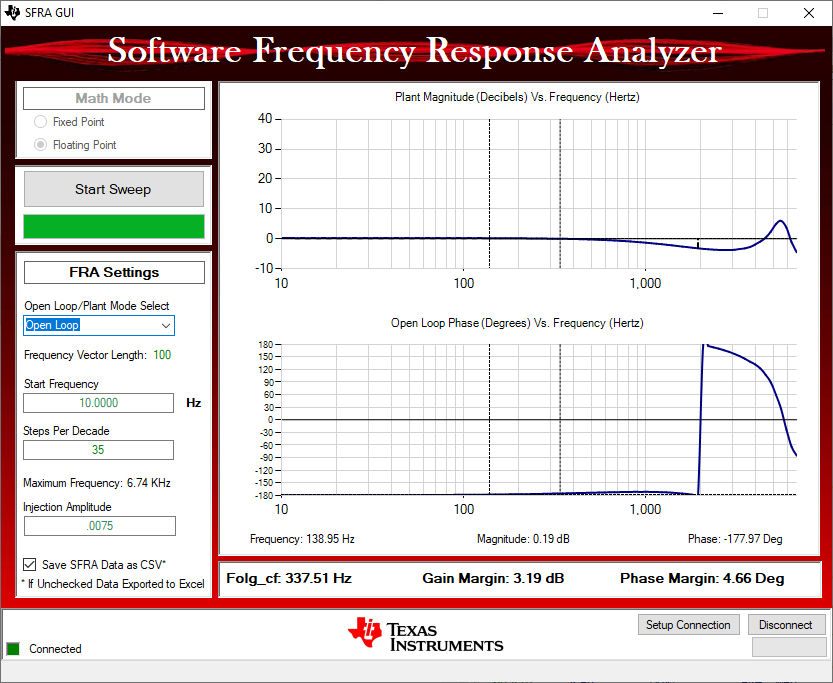 SFRA GUI
Software Frequency Response Analyzer
Math Mode
Fixed Point
Floating Point
Start Sweep
FRA Settings
Open Loop/Plant Mode Select
Open Loop
Frequency Vector Length: 100
Start Frequency
10.0000 Hz
Steps Per Decade
35
Maximum Frequency: 6.74 KHz
Injection Amplitude
.0075
Save SFRA Data as CSV*
* If Unchecked Data Exported to Excel
Plant Magnitude (Decibels) Vs. Frequency (Hertz)
40
30
20
10
0
-10
10 100 1,000
Open Loop Phase (Degrees) Vs. Frequency (Hertz)
180
150
120
90
60
30
0
-30
-60
-90
-120
-150
-180
10 100 1,000
Frequency: 138.95 Hz Magnitude: 0.19 dB Phase: -177.97 Deg
Folg_cf: 337.51 Hz Gain Margin: 3.19 dB Phase Margin: 4.66 Deg
Connected
TEXAS
INSTRUMENTS
Setup Connection Disconnect